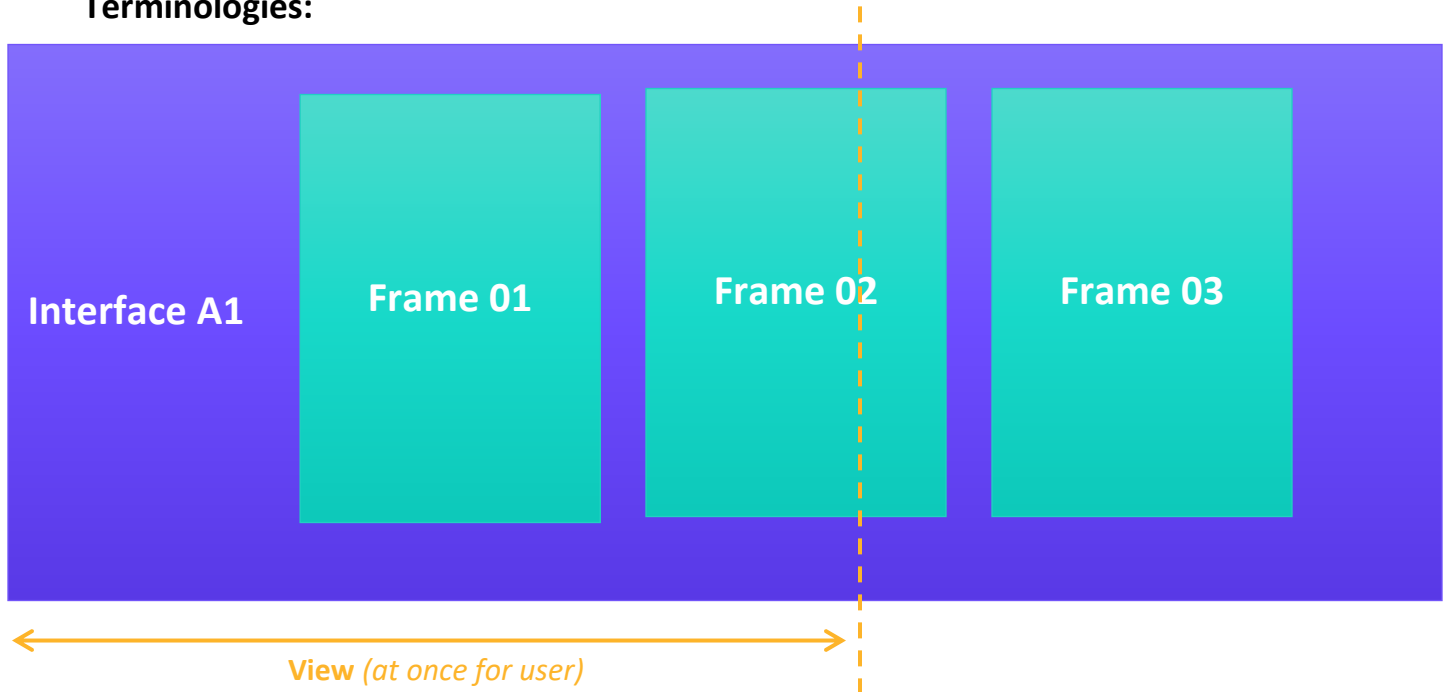 Terminologies:
Interface A1
Frame 01
Frame 02
Frame 03
View (at once for user)